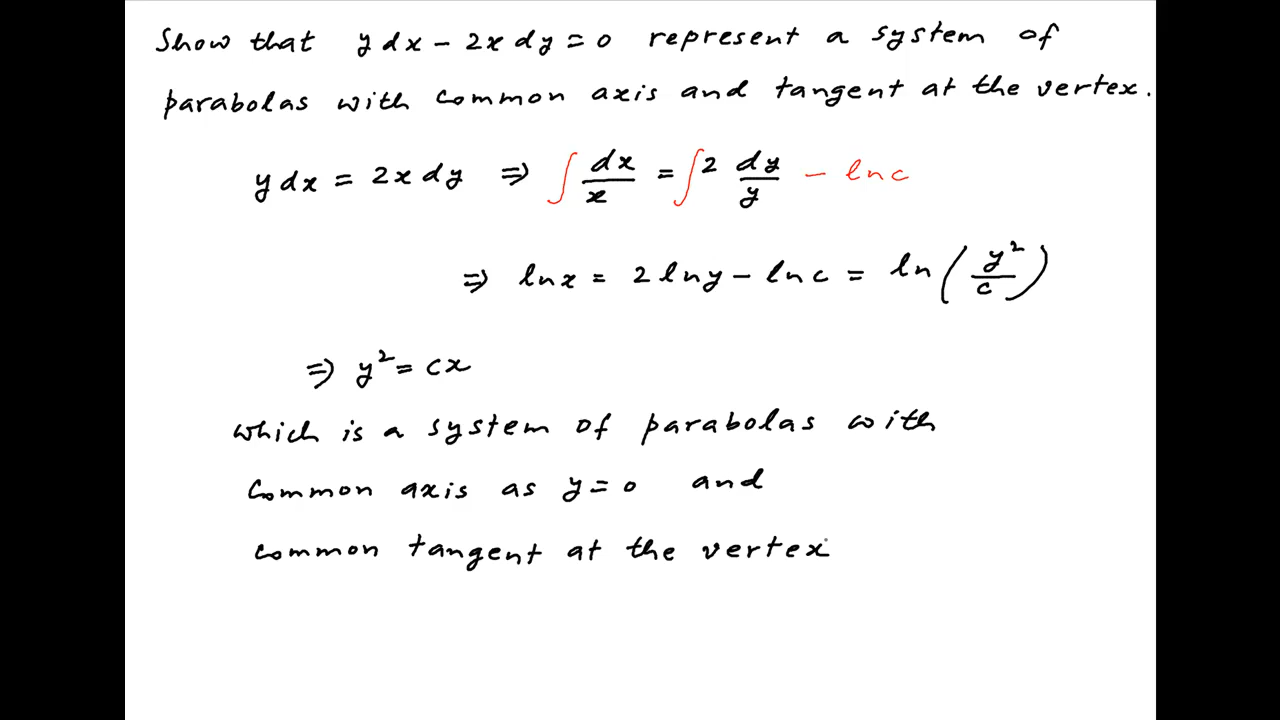 Show that y dx - 2x dy = 0 represent a system of
parabolas with common axis and tangent at the vertex.
y dx = 2x dy ⇒ ∫ dx/x = ∫ 2 dy/y - ln c
⇒ ln x = 2 ln y - ln c = ln (y²/c)
⇒ y² = cx
which is a system of parabolas with
common axis as y = 0 and
common tangent at the vertex